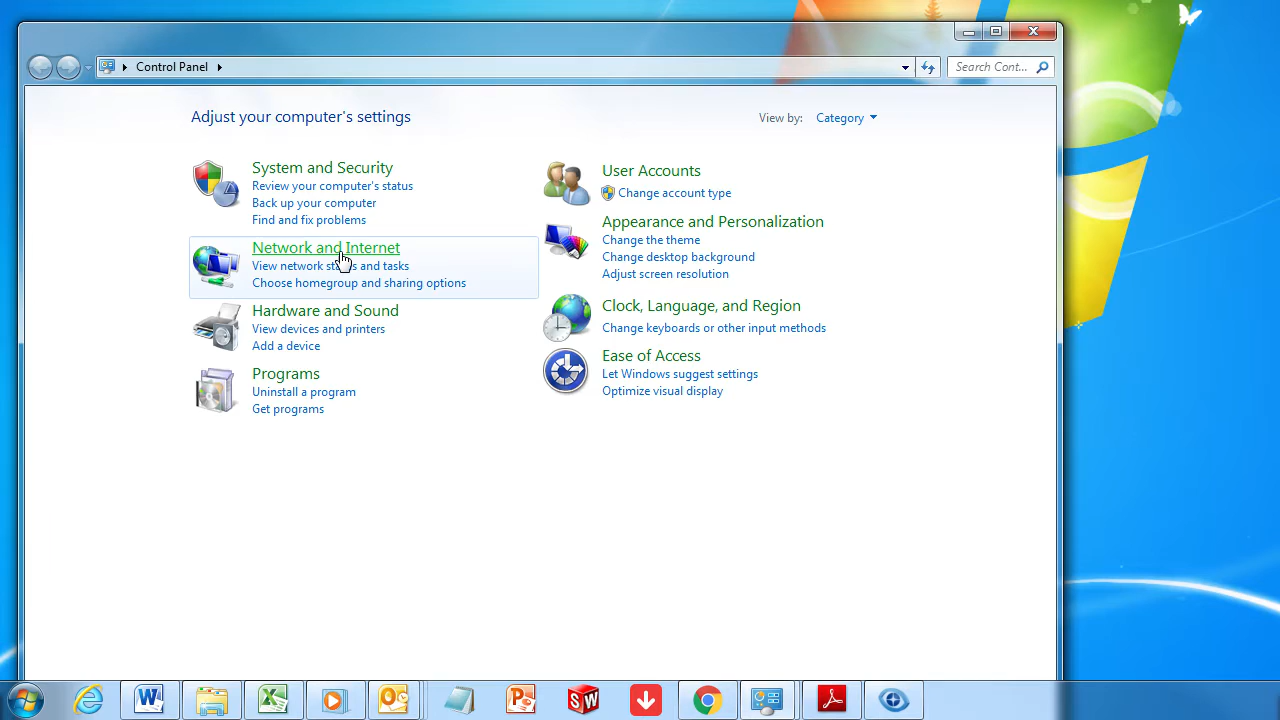 Control Panel
Search Cont...
Adjust your computer's settings
View by: Category
System and Security
Review your computer's status
Back up your computer
Find and fix problems
Network and Internet
View network status and tasks
Choose homegroup and sharing options
Hardware and Sound
View devices and printers
Add a device
Programs
Uninstall a program
Get programs
User Accounts
Change account type
Appearance and Personalization
Change the theme
Change desktop background
Adjust screen resolution
Clock, Language, and Region
Change keyboards or other input methods
Ease of Access
Let Windows suggest settings
Optimize visual display
W
X
O
P
SW